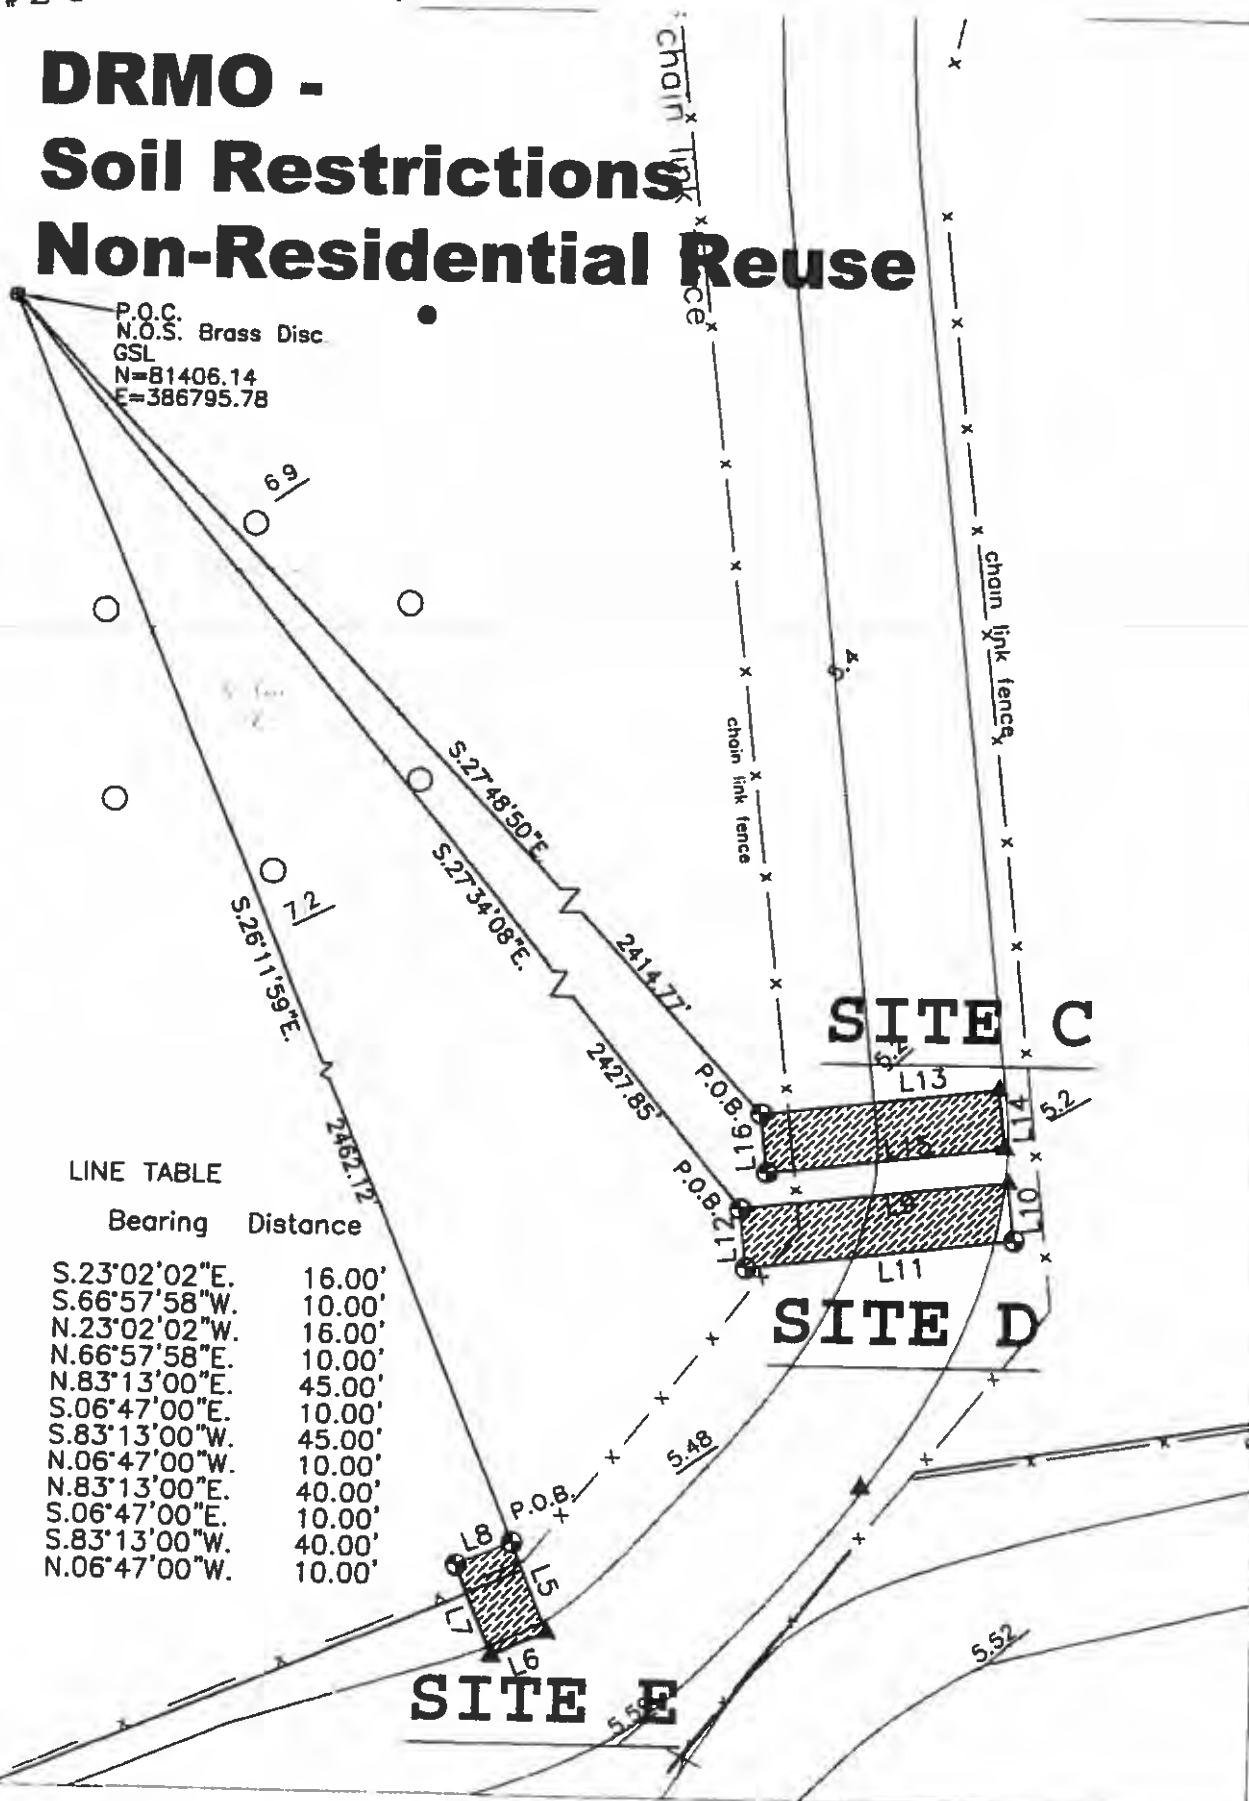 DRMO -
Soil Restrictions
Non-Residential Reuse
chain link fence
P.O.C.
N.O.S. Brass Disc
GSL
N=81406.14
E=386795.78
69
chain link fence
chain link fence
S.27°48'50"E.
S.27°34'08"E.
72
S.26°11'59"E.
2414.77'
2427.85'
2462.12'
SITE C
L13
P.O.B.
L16
L14
5.2
L15
P.O.B.
L12
L9
L10
L11
SITE D
LINE TABLE
Bearing Distance
S.23°02'02"E. 16.00'
S.66°57'58"W. 10.00'
N.23°02'02"W. 16.00'
N.66°57'58"E. 10.00'
N.83°13'00"E. 45.00'
S.06°47'00"E. 10.00'
S.83°13'00"W. 45.00'
N.06°47'00"W. 10.00'
N.83°13'00"E. 40.00'
S.06°47'00"E. 10.00'
S.83°13'00"W. 40.00'
N.06°47'00"W. 10.00'
5.48
P.O.B.
L8
L5
L7
L6
SITE E
5.52